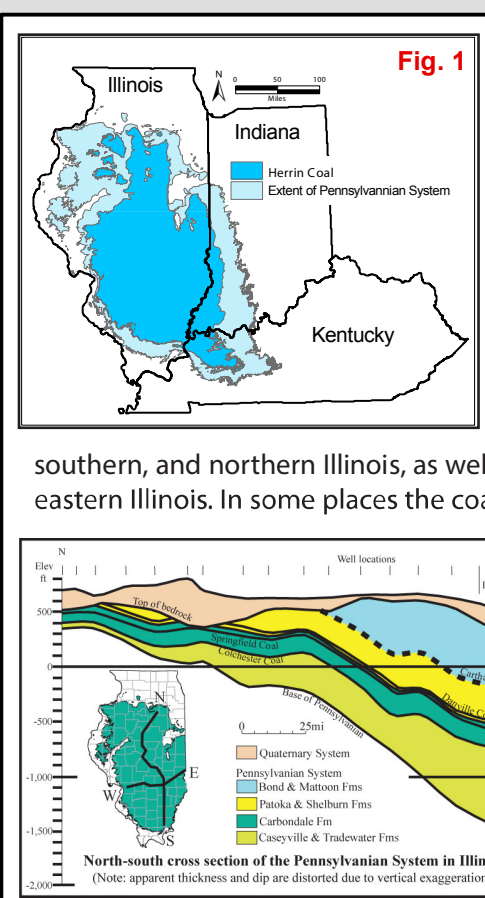 Fig. 1
Illinois
N
0 50 100
Miles
Indiana
Herrin Coal
Extent of Pennsylvannian System
Kentucky
southern, and northern Illinois, as wel
eastern Illinois. In some places the coa
N
Well locations
Elev
ft
Top of bedrock
500
Springfield Coal
Colchester Coal
Carth
0
Danville C
Base of Pennsylvanian
-500
N
0 25mi
Quaternary System
E
Pennsylvanian System
-1,000
Bond & Mattoon Fms
W
Patoka & Shelburn Fms
Carbondale Fm
-1,500
S
Caseyville & Tradewater Fms
North-south cross section of the Pennsylvanian System in Illin
(Note: apparent thickness and dip are distorted due to vertical exaggeration
-2,000